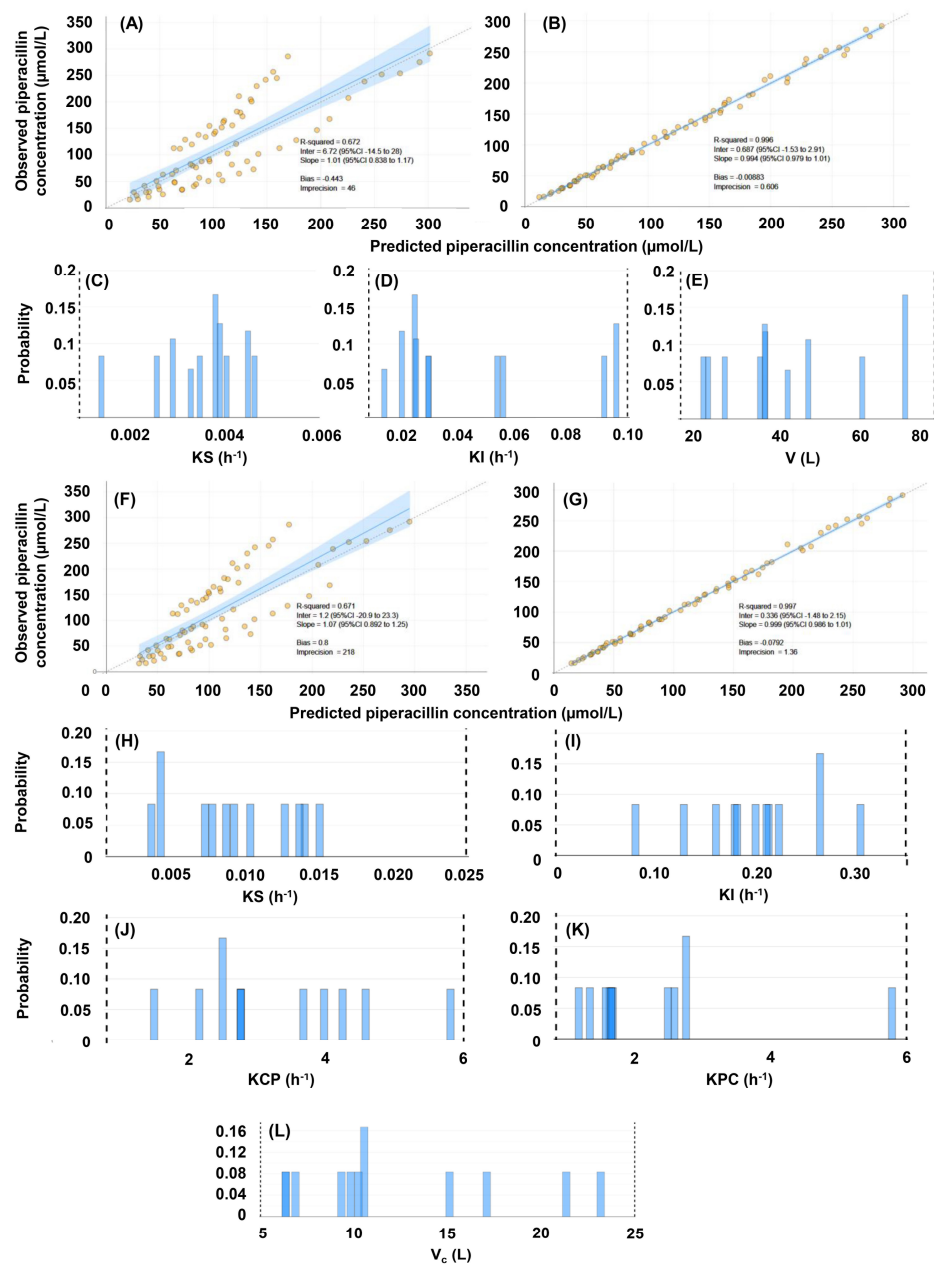 (A)
Observed piperacillin
concentration (µmol/L)
350
300
250
200
150
100
50
0
R-squared = 0.672
Inter = 6.72 (95%CI -14.5 to 28)
Slope = 1.01 (95%CI 0.838 to 1.17)
Bias = -0.443
Imprecision = 46
0 50 100 150 200 250 300
(B)
300
200
100
0
R-squared = 0.996
Inter = 0.687 (95%CI -1.53 to 2.91)
Slope = 0.994 (95%CI 0.979 to 1.01)
Bias = -0.00883
Imprecision = 0.606
0 50 100 150 200 250 300
Predicted piperacillin concentration (µmol/L)
(C)
Probability
0.2
0.15
0.1
0.05
0.002 0.004 0.006
KS (h-1)
(D)
0.2
0.15
0.1
0.05
0.02 0.04 0.06 0.08 0.10
KI (h-1)
(E)
0.2
0.15
0.1
0.05
20 40 60 80
V (L)
(F)
Observed piperacillin
concentration (µmol/L)
350
300
250
200
150
100
50
0
R-squared = 0.671
Inter = 1.2 (95%CI -20.9 to 23.3)
Slope = 1.07 (95%CI 0.892 to 1.25)
Bias = 0.8
Imprecision = 218
0 0 50 100 150 200 250 300 350
(G)
300
250
200
150
100
50
0
R-squared = 0.997
Inter = 0.336 (95%CI -1.48 to 2.15)
Slope = 0.999 (95%CI 0.986 to 1.01)
Bias = -0.0792
Imprecision = 1.36
0 50 100 150 200 250 300
Predicted piperacillin concentration (µmol/L)
(H)
Probability
0.20
0.15
0.10
0.05
0
0.005 0.010 0.015 0.020 0.025
KS (h-1)
(I)
0.15
0.10
0.05
0
0 0.10 0.20 0.30
KI (h-1)
(J)
Probability
0.20
0.15
0.10
0.05
0
2 4 6
KCP (h-1)
(K)
0.20
0.15
0.10
0.05
0
2 4 6
KPC (h-1)
(L)
0.16
0.12
0.08
0.04
0
5 10 15 20 25
Vc (L)